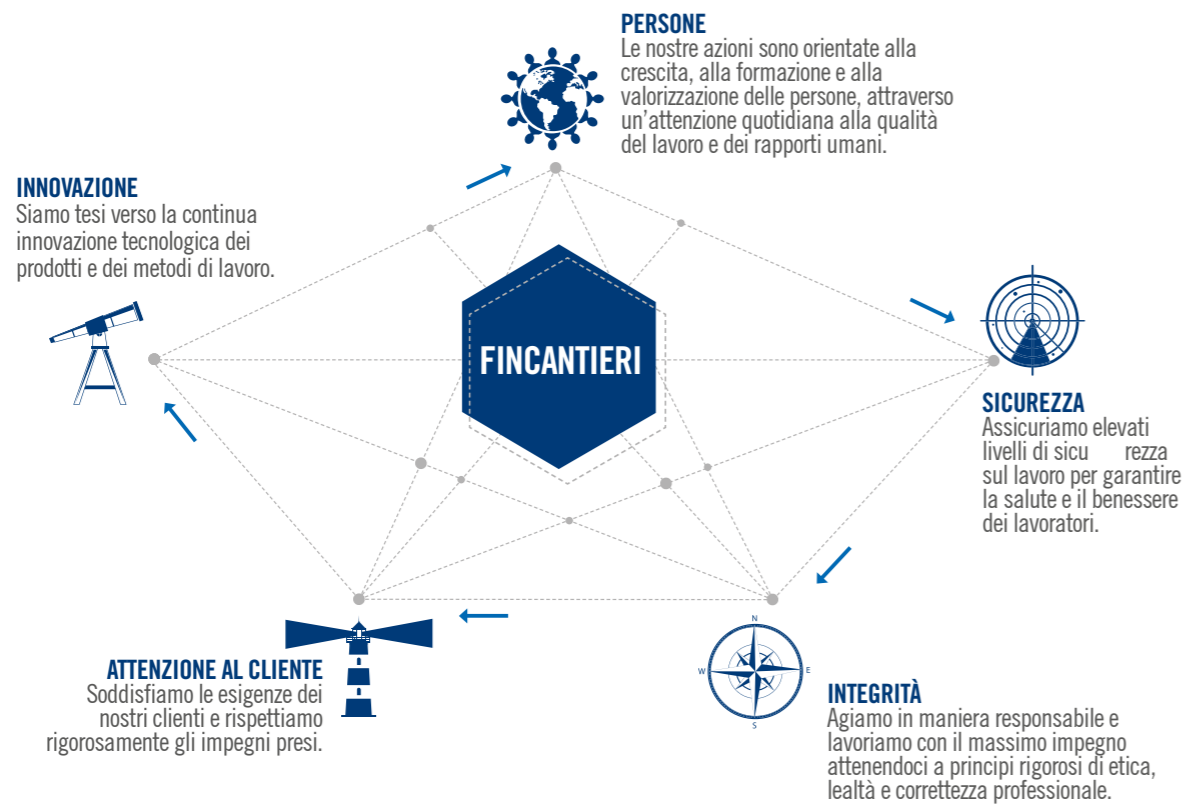 PERSONE
Le nostre azioni sono orientate alla
crescita, alla formazione e alla
valorizzazione delle persone, attraverso
un'attenzione quotidiana alla qualità
del lavoro e dei rapporti umani.
INNOVAZIONE
Siamo tesi verso la continua
innovazione tecnologica dei
prodotti e dei metodi di lavoro.
FINCANTIERI
SICUREZZA
Assicuriamo elevati
livelli di sicu rezza
sul lavoro per garantire
la salute e il benessere
dei lavoratori.
ATTENZIONE AL CLIENTE
Soddisfiamo le esigenze dei
nostri clienti e rispettiamo
rigorosamente gli impegni presi.
N
W E
S
INTEGRITÀ
Agiamo in maniera responsabile e
lavoriamo con il massimo impegno
attenendoci a principi rigorosi di etica,
lealtà e correttezza professionale.